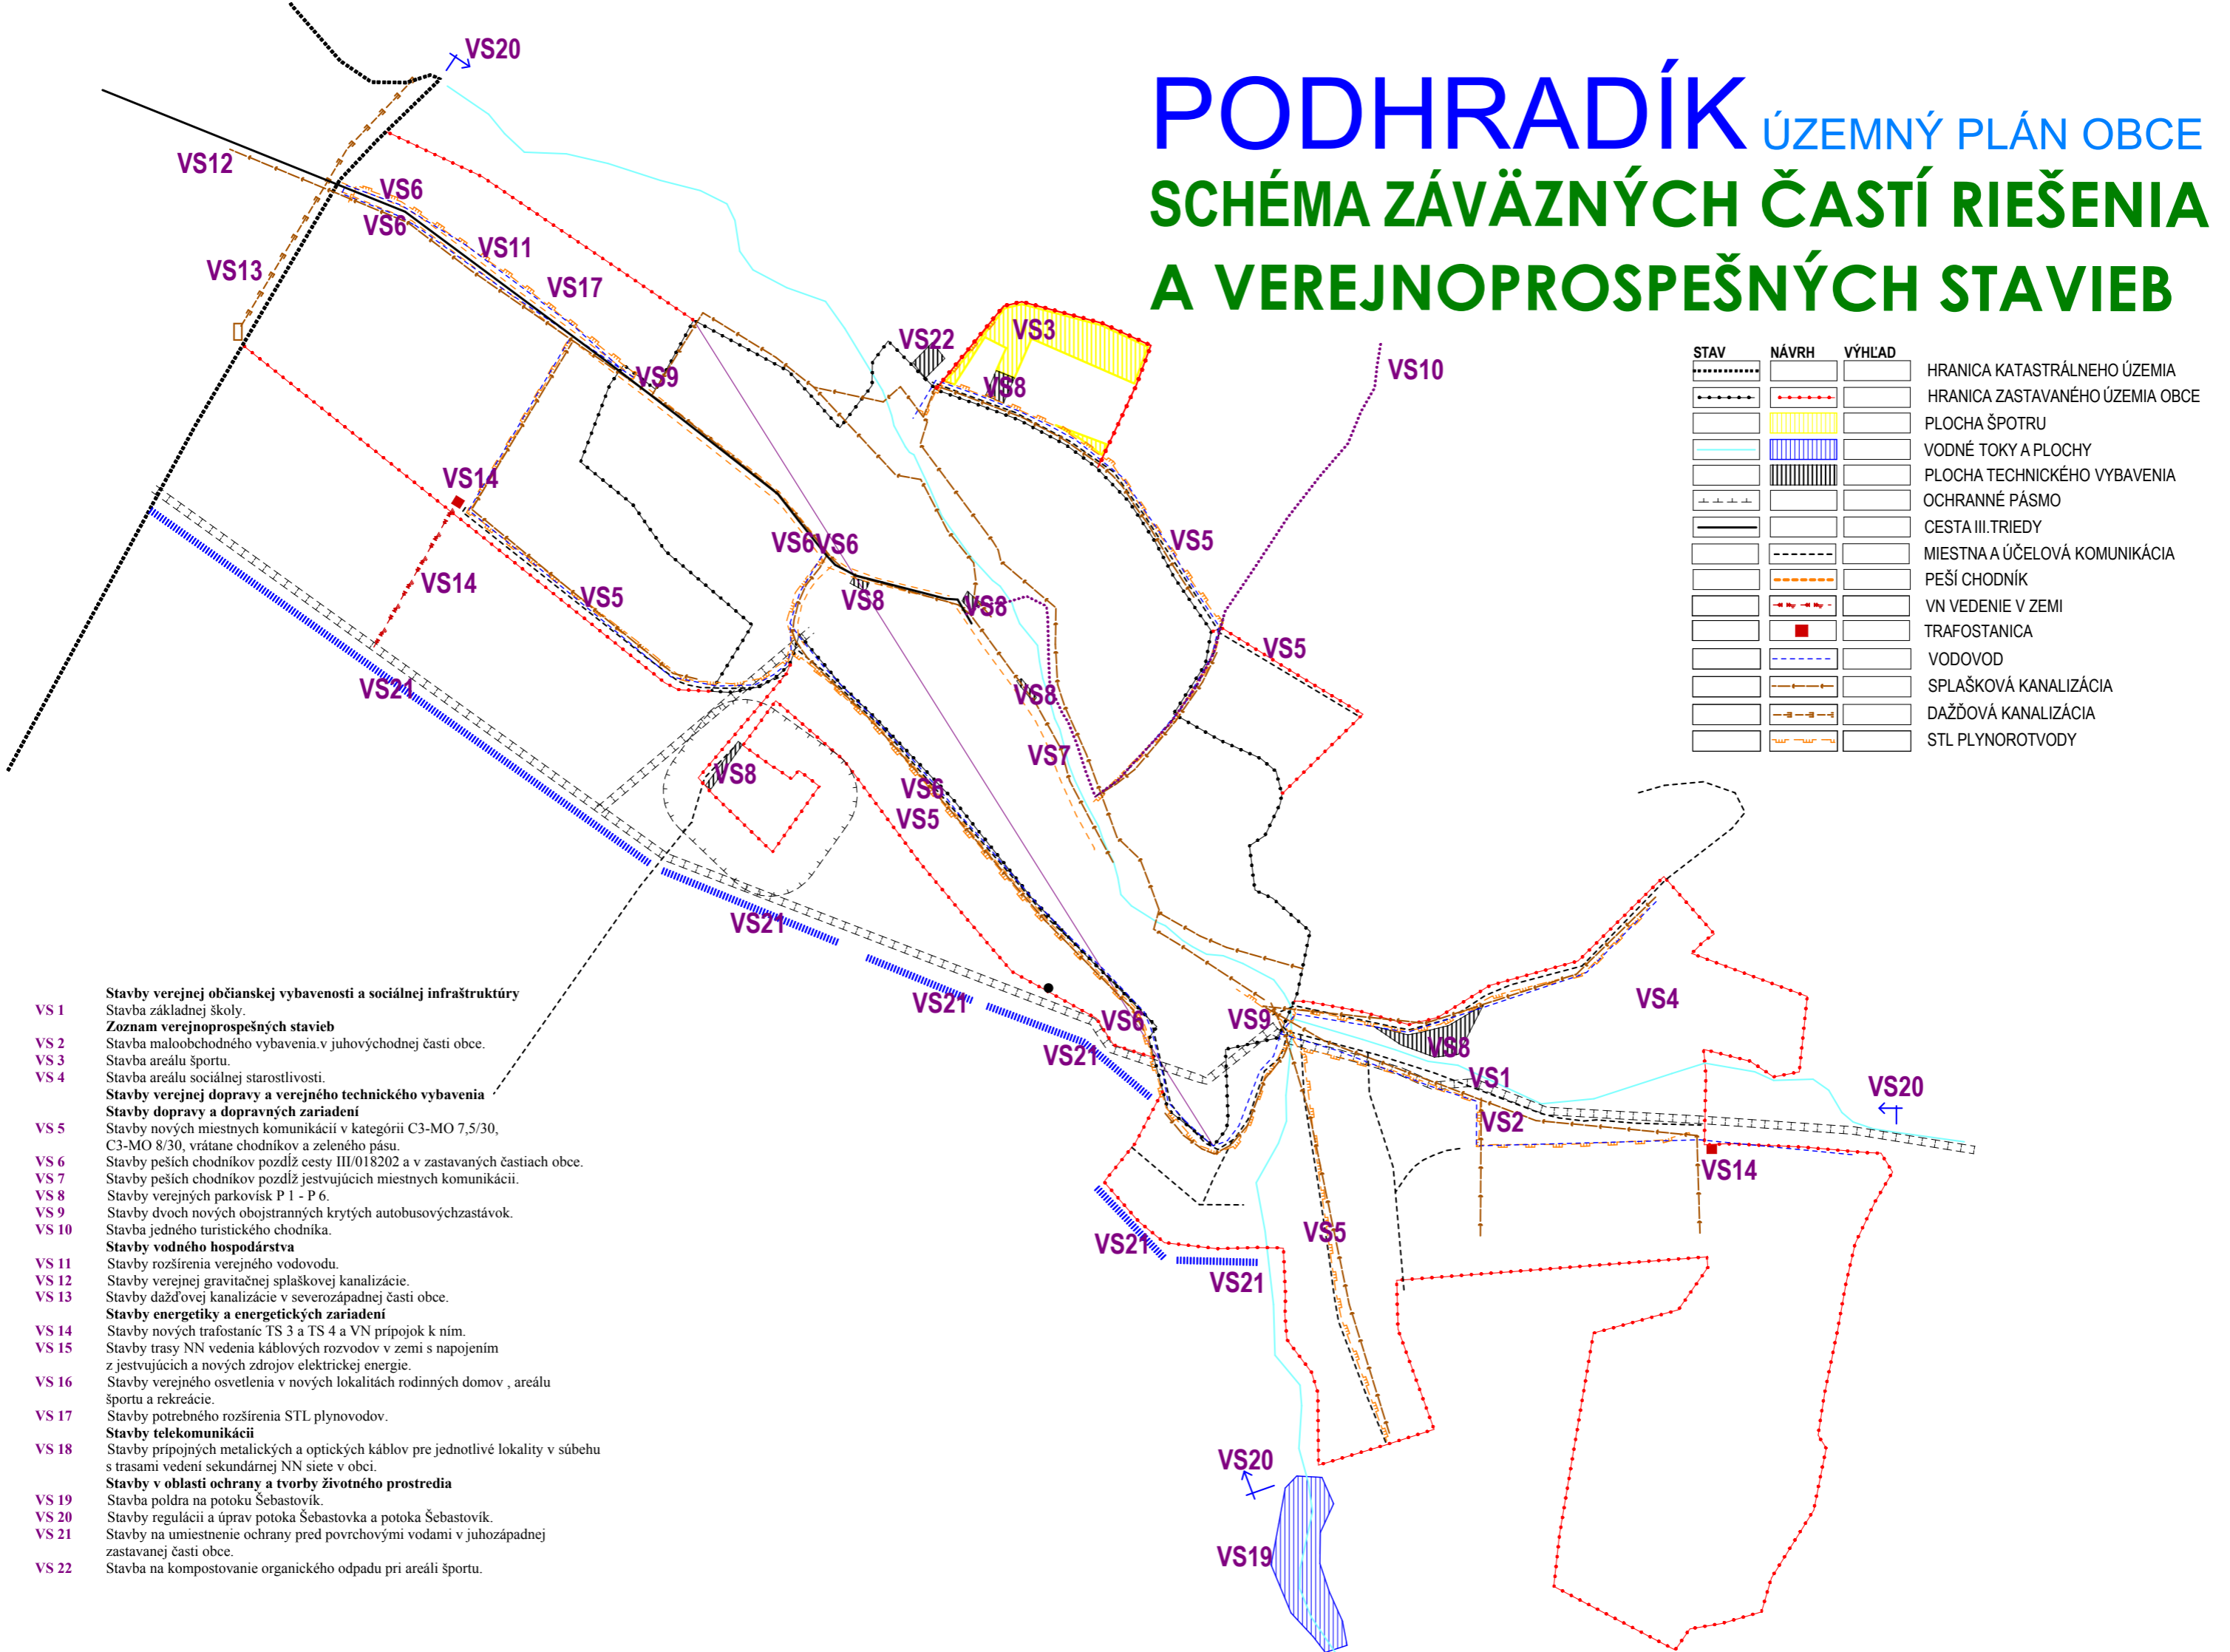 PODHRADÍK ÚZEMNÝ PLÁN OBCE
SCHÉMA ZÁVÄZNÝCH ČASTÍ RIEŠENIA
A VEREJNOPROSPEŠNÝCH STAVIEB
STAV NÁVRH VÝHĽAD
HRANICA KATASTRÁLNEHO ÚZEMIA
HRANICA ZASTAVANÉHO ÚZEMIA OBCE
PLOCHA ŠPOTRU
VODNÉ TOKY A PLOCHY
PLOCHA TECHNICKÉHO VYBAVENIA
OCHRANNÉ PÁSMO
CESTA III.TRIEDY
MIESTNA A ÚČELOVÁ KOMUNIKÁCIA
PEŠÍ CHODNÍK
VN VEDENIE V ZEMI
TRAFOSTANICA
VODOVOD
SPLAŠKOVÁ KANALIZÁCIA
DAŽĎOVÁ KANALIZÁCIA
STL PLYNOROTVODY
VS20
VS12
VS6
VS6
VS11
VS13
VS17
VS22
VS3
VS9
VS8
VS10
VS14
VS6
VS6
VS5
VS14
VS5
VS8
VS8
VS5
VS21
VS8
VS7
VS8
VS6
VS5
VS21
VS21
VS6
VS9
VS21
VS8
VS4
VS1
VS2
VS20
VS14
VS5
VS21
VS21
VS20
VS19
Stavby verejnej občianskej vybavenosti a sociálnej infraštruktúry
VS 1 Stavba základnej školy.
Zoznam verejnoprospešných stavieb
VS 2 Stavba maloobchodného vybavenia.v juhovýchodnej časti obce.
VS 3 Stavba areálu športu.
VS 4 Stavba areálu sociálnej starostlivosti.
Stavby verejnej dopravy a verejného technického vybavenia
Stavby dopravy a dopravných zariadení
VS 5 Stavby nových miestnych komunikácií v kategórii C3-MO 7,5/30,
C3-MO 8/30, vrátane chodníkov a zeleného pásu.
VS 6 Stavby peších chodníkov pozdĺž cesty III/018202 a v zastavaných častiach obce.
VS 7 Stavby peších chodníkov pozdĺž jestvujúcich miestnych komunikácii.
VS 8 Stavby verejných parkovísk P 1 - P 6.
VS 9 Stavby dvoch nových obojstranných krytých autobusovýchzastávok.
VS 10 Stavba jedného turistického chodníka.
Stavby vodného hospodárstva
VS 11 Stavby rozšírenia verejného vodovodu.
VS 12 Stavby verejnej gravitačnej splaškovej kanalizácie.
VS 13 Stavby dažďovej kanalizácie v severozápadnej časti obce.
Stavby energetiky a energetických zariadení
VS 14 Stavby nových trafostaníc TS 3 a TS 4 a VN prípojok k ním.
VS 15 Stavby trasy NN vedenia káblových rozvodov v zemi s napojením
z jestvujúcich a nových zdrojov elektrickej energie.
VS 16 Stavby verejného osvetlenia v nových lokalitách rodinných domov , areálu
športu a rekreácie.
VS 17 Stavby potrebného rozšírenia STL plynovodov.
Stavby telekomunikácii
VS 18 Stavby prípojných metalických a optických káblov pre jednotlivé lokality v súbehu
s trasami vedení sekundárnej NN siete v obci.
Stavby v oblasti ochrany a tvorby životného prostredia
VS 19 Stavba poldra na potoku Šebastovík.
VS 20 Stavby regulácii a úprav potoka Šebastovka a potoka Šebastovík.
VS 21 Stavby na umiestnenie ochrany pred povrchovými vodami v juhozápadnej
zastavanej časti obce.
VS 22 Stavba na kompostovanie organického odpadu pri areáli športu.